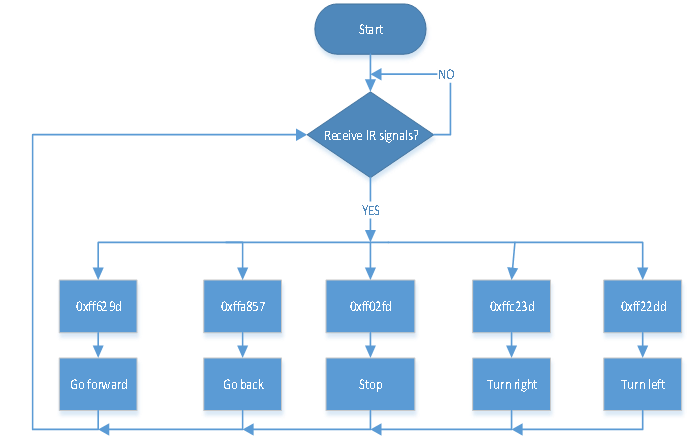 Start
NO
Receive IR signals?
YES
0xff629d
0xffa857
0xff02fd
0xffc23d
0xff22dd
Go forward
Go back
Stop
Turn right
Turn left